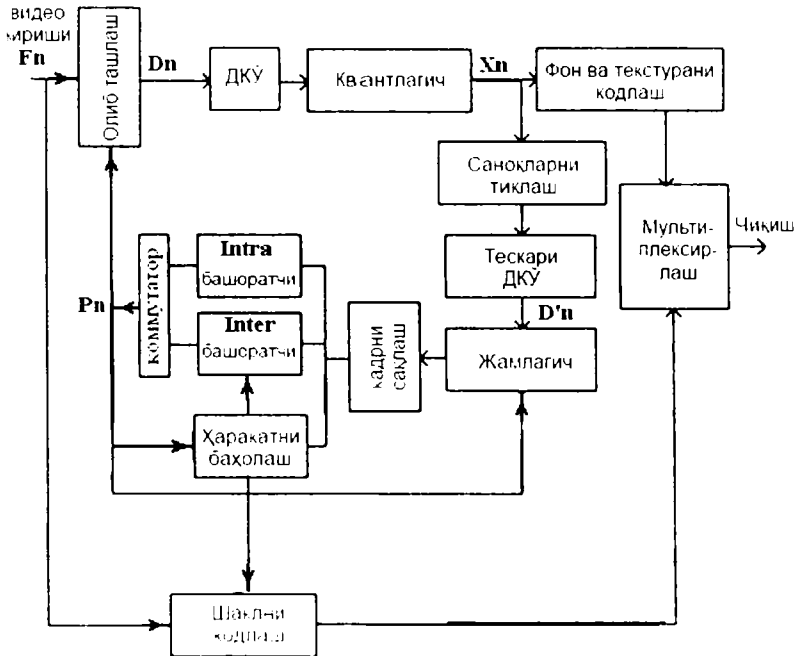 видео
кириши
Fn
Олиб ташлаш
Dn
ДКЎ
Квантлагич
Xn
Фон ва текстурани
кодлаш
Саноқларни
тиклаш
Мульти-
плексир-
лаш
Чиқиш
Тескари
ДКЎ
D'n
Жамлагич
кадрни
сақлаш
Intra
башоратчи
Inter
башоратчи
коммутатор
Pn
Ҳаракатни
баҳолаш
Шаклни
кодлаш